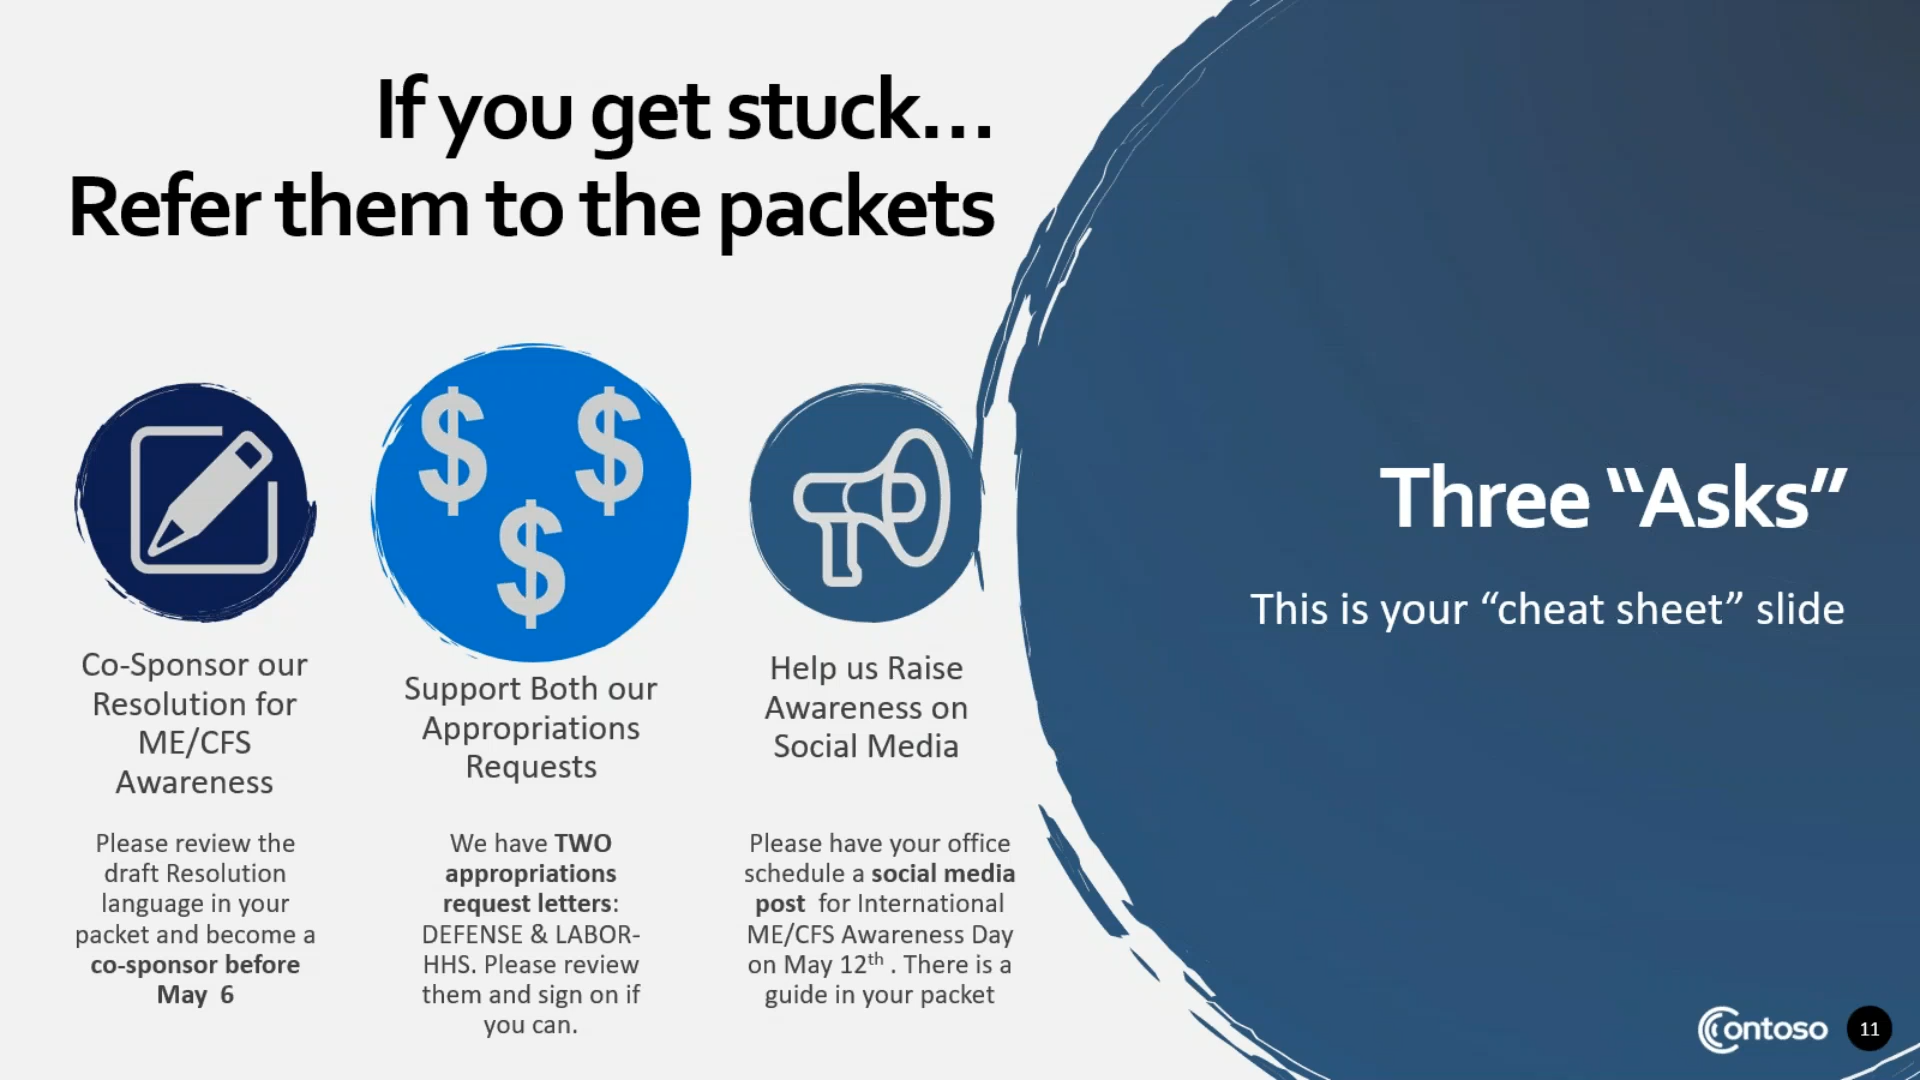 If you get stuck...
Refer them to the packets
Co-Sponsor our
Resolution for
ME/CFS
Awareness
Please review the
draft Resolution
language in your
packet and become a
co-sponsor before
May 6
$ $
$
Support Both our
Appropriations
Requests
We have TWO
appropriations
request letters:
DEFENSE & LABOR-
HHS. Please review
them and sign on if
you can.
Help us Raise
Awareness on
Social Media
Please have your office
schedule a social media
post for International
ME/CFS Awareness Day
on May 12th . There is a
guide in your packet
Three “Asks”
This is your “cheat sheet” slide
Contoso
11